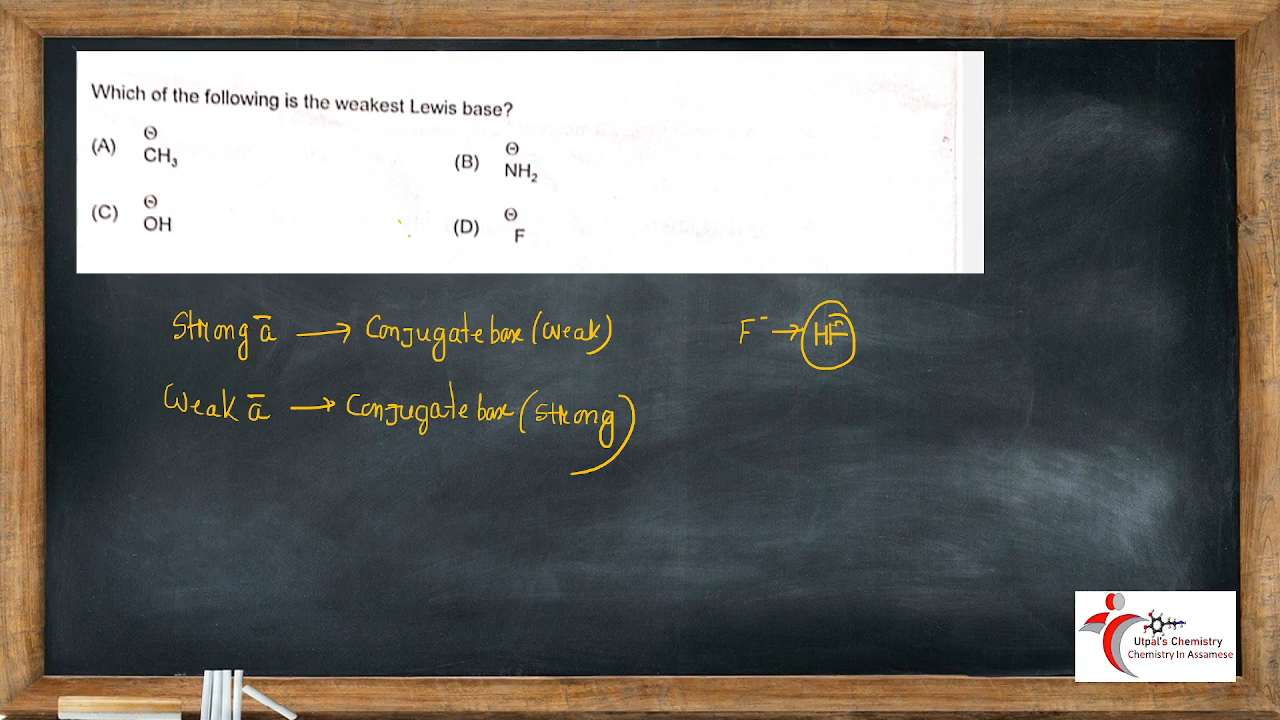 Which of the following is the weakest Lewis base?
(A) CH₃⊖ (B) NH₂⊖
(C) OH⊖ (D) F⊖
Strong a̅ → Conjugate base (weak) F⁻ → HF
Weak a̅ → Conjugate base (strong)
Utpal's Chemistry
Chemistry In Assamese